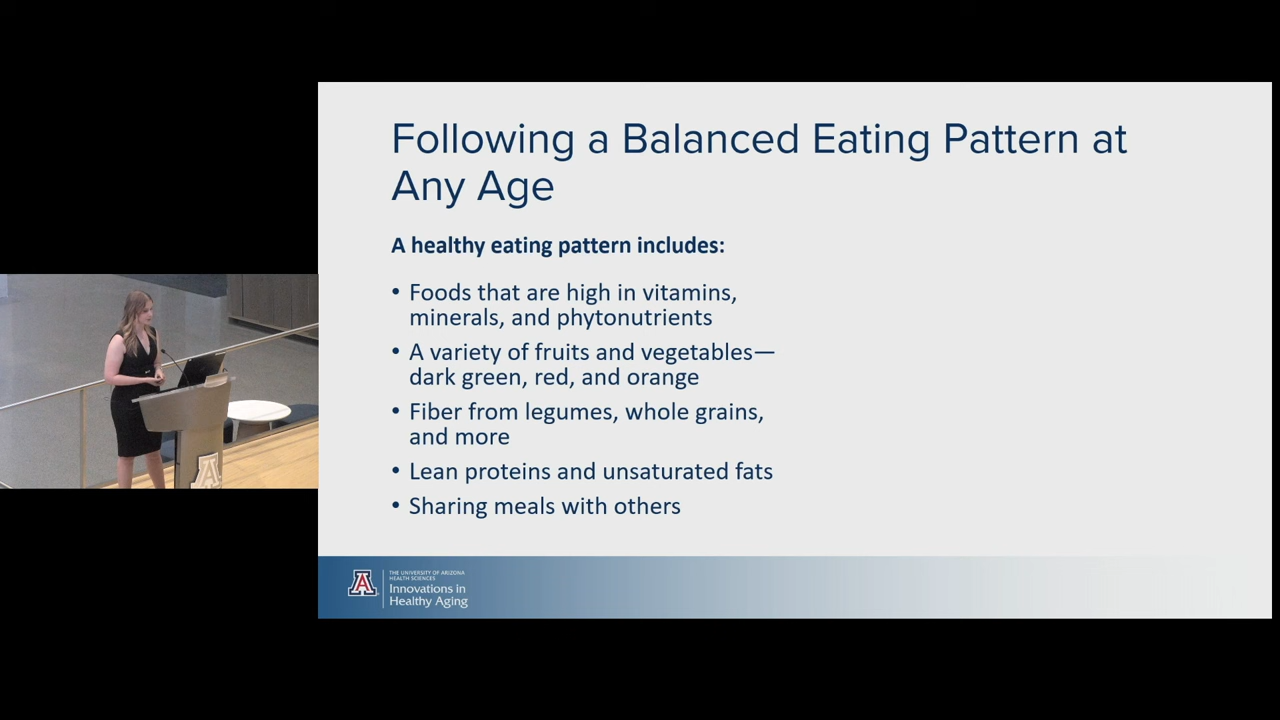 Following a Balanced Eating Pattern at
Any Age
A healthy eating pattern includes:
• Foods that are high in vitamins,
minerals, and phytonutrients
• A variety of fruits and vegetables—
dark green, red, and orange
• Fiber from legumes, whole grains,
and more
• Lean proteins and unsaturated fats
• Sharing meals with others
A
THE UNIVERSITY OF ARIZONA
HEALTH SCIENCES
Innovations in
Healthy Aging
A